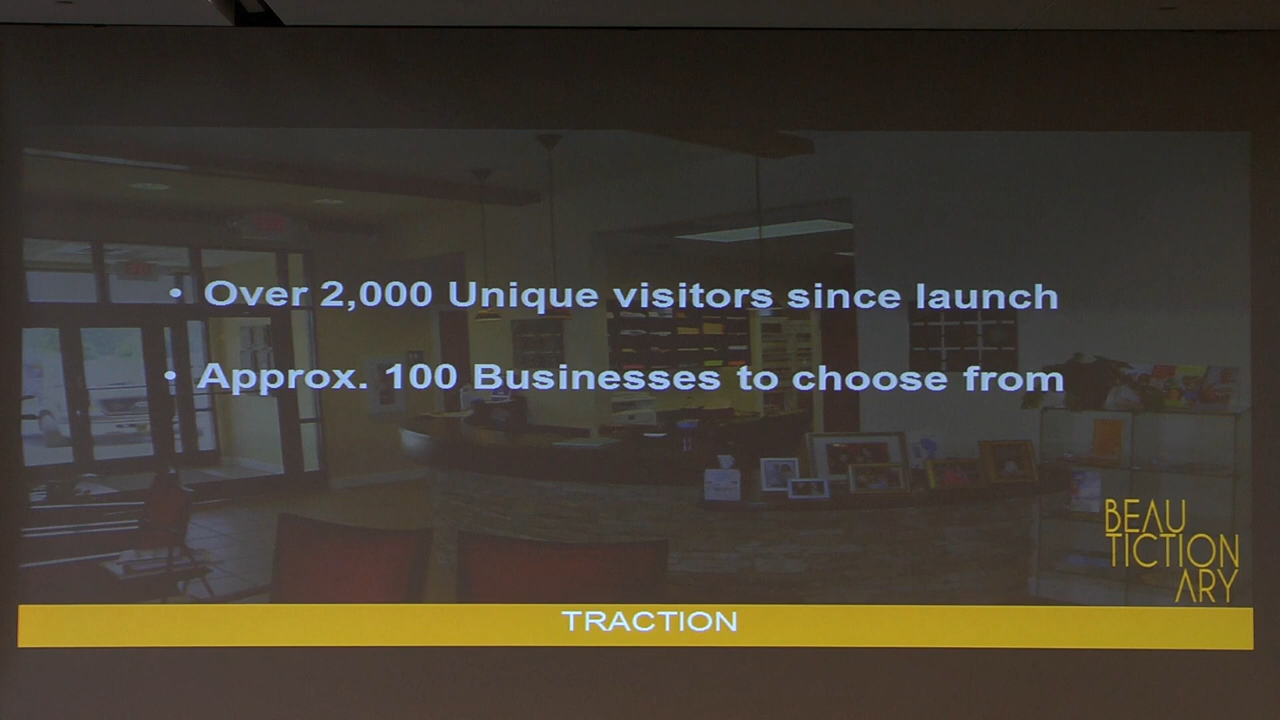 • Over 2,000 Unique visitors since launch
• Approx. 100 Businesses to choose from
BEAU
TICTION
ARY
TRACTION